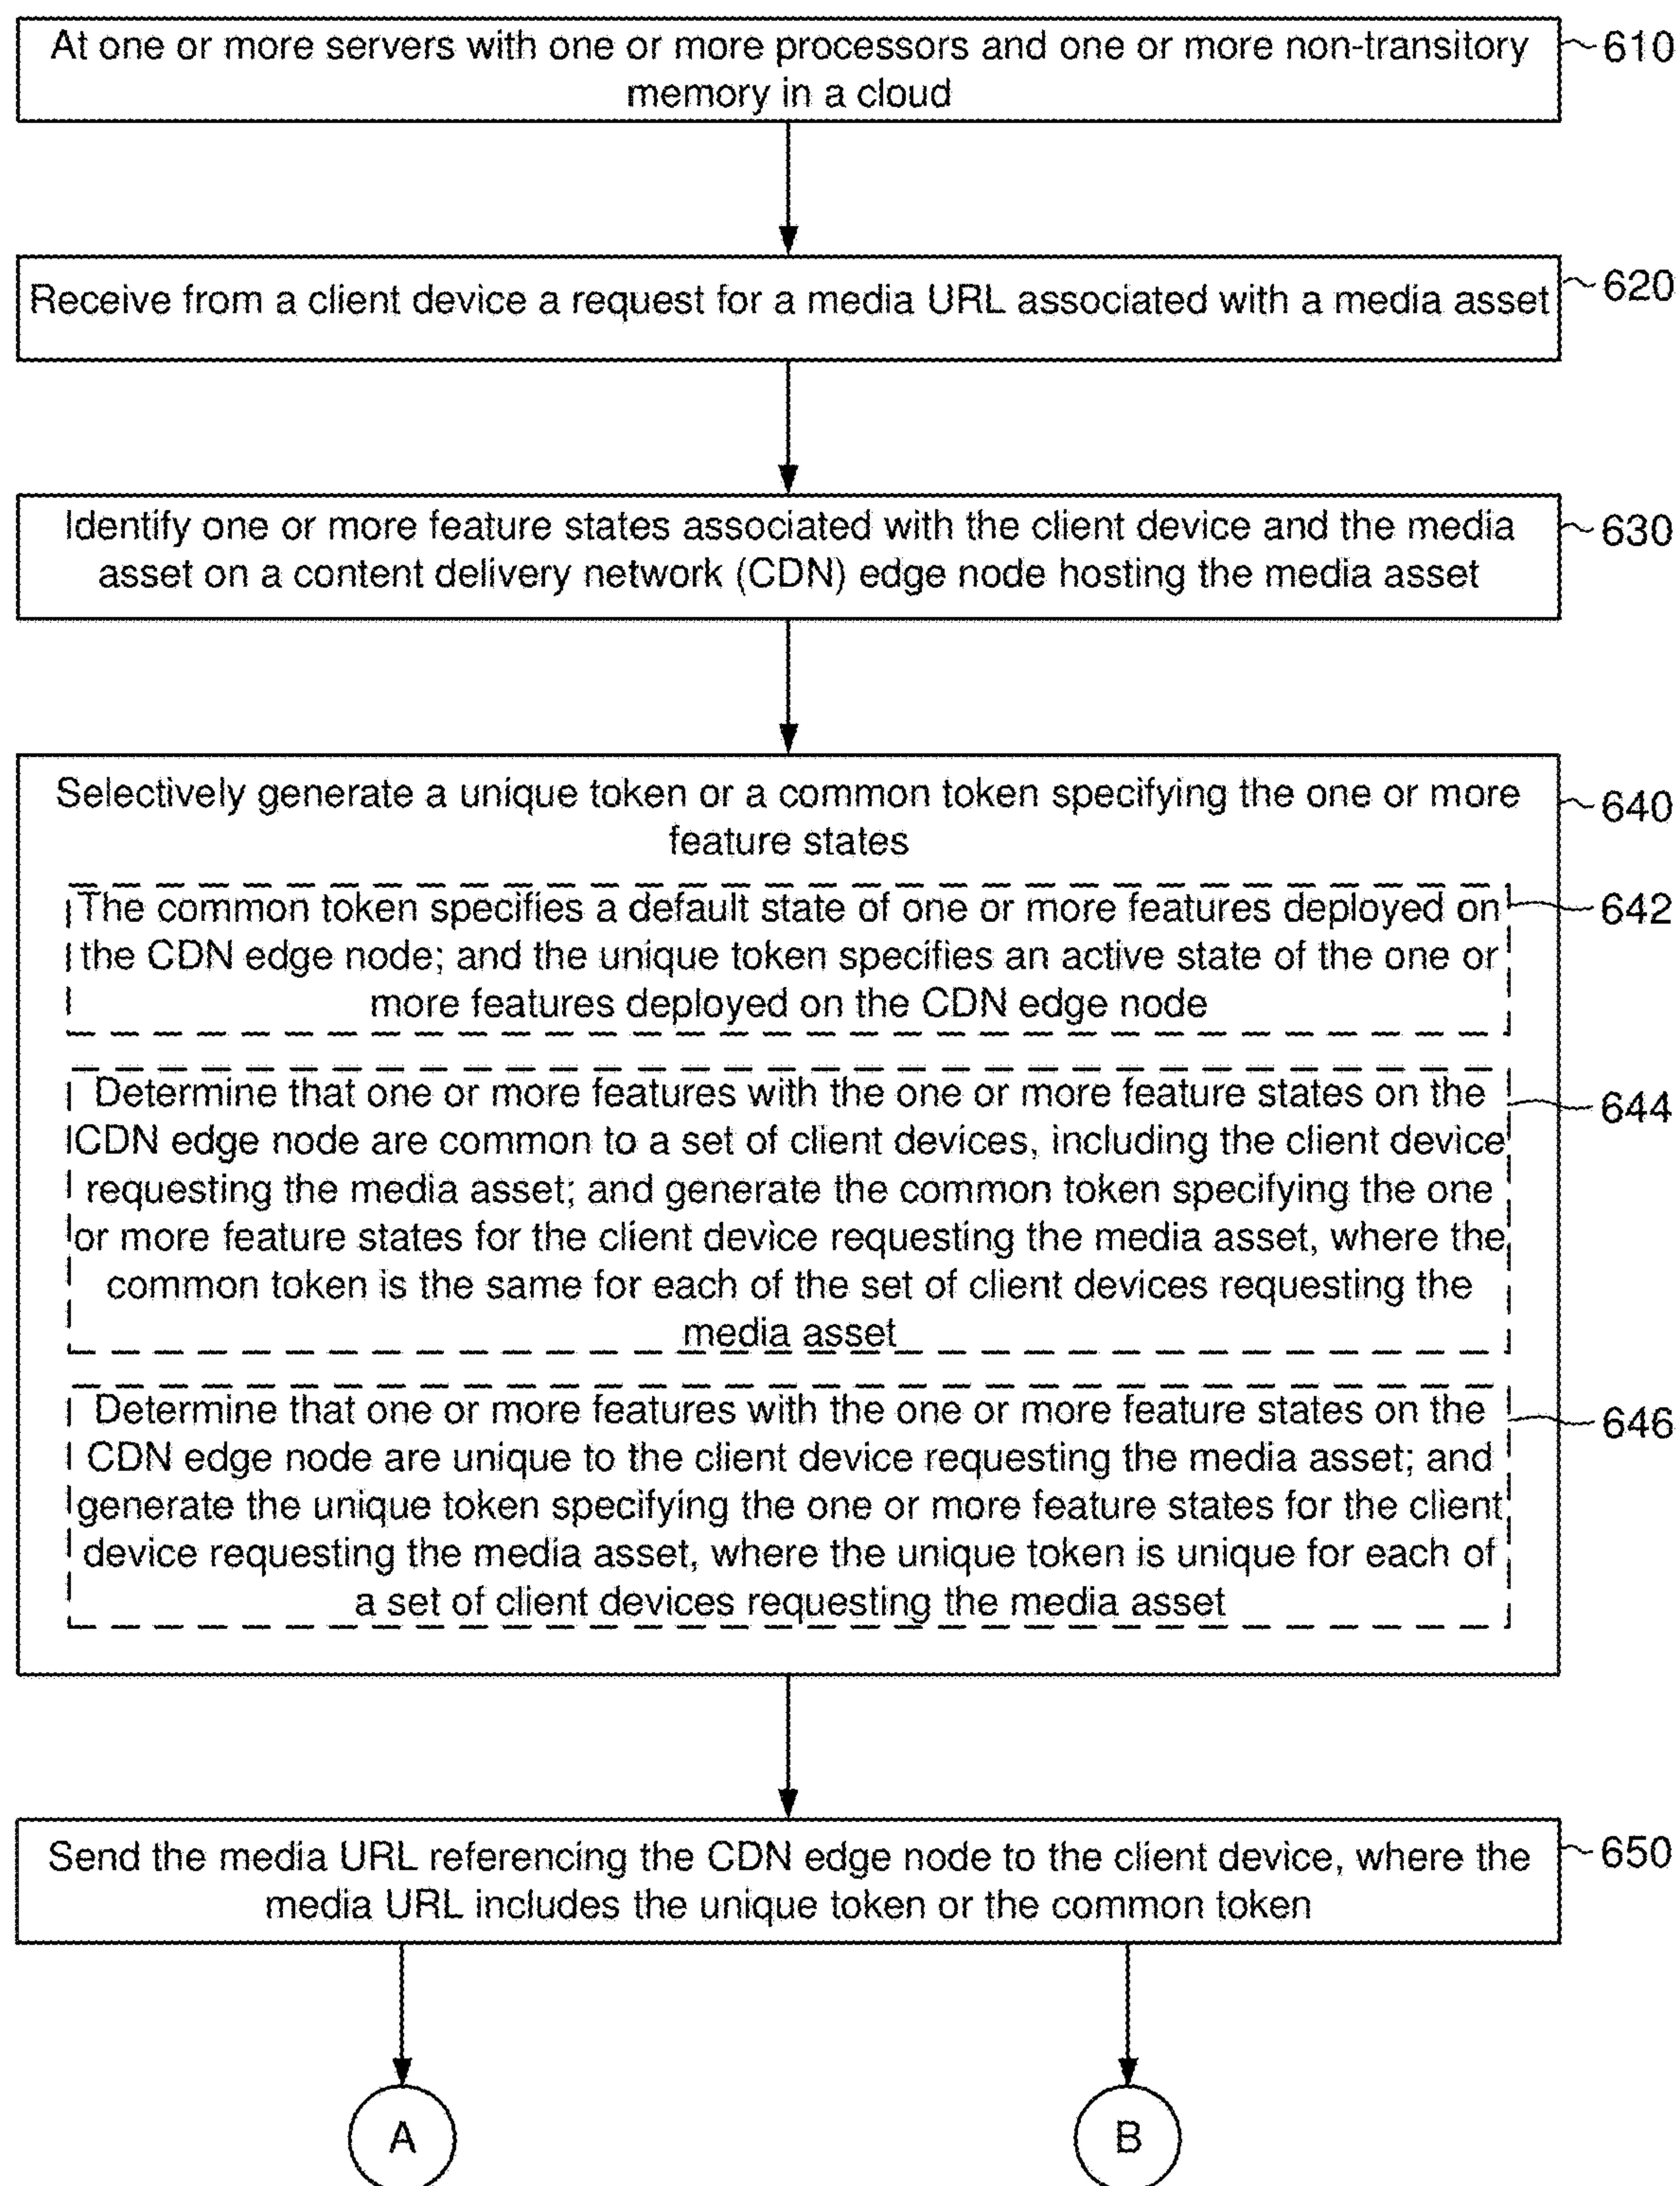 At one or more servers with one or more processors and one or more non-transitory
memory in a cloud
610
Receive from a client device a request for a media URL associated with a media asset
620
Identify one or more feature states associated with the client device and the media
asset on a content delivery network (CDN) edge node hosting the media asset
630
Selectively generate a unique token or a common token specifying the one or more
feature states
640
The common token specifies a default state of one or more features deployed on
the CDN edge node; and the unique token specifies an active state of the one or
more features deployed on the CDN edge node
642
Determine that one or more features with the one or more feature states on the
CDN edge node are common to a set of client devices, including the client device
requesting the media asset; and generate the common token specifying the one
or more feature states for the client device requesting the media asset, where the
common token is the same for each of the set of client devices requesting the
media asset
644
Determine that one or more features with the one or more feature states on the
CDN edge node are unique to the client device requesting the media asset; and
generate the unique token specifying the one or more feature states for the client
device requesting the media asset, where the unique token is unique for each of
a set of client devices requesting the media asset
646
Send the media URL referencing the CDN edge node to the client device, where the
media URL includes the unique token or the common token
650
A
B